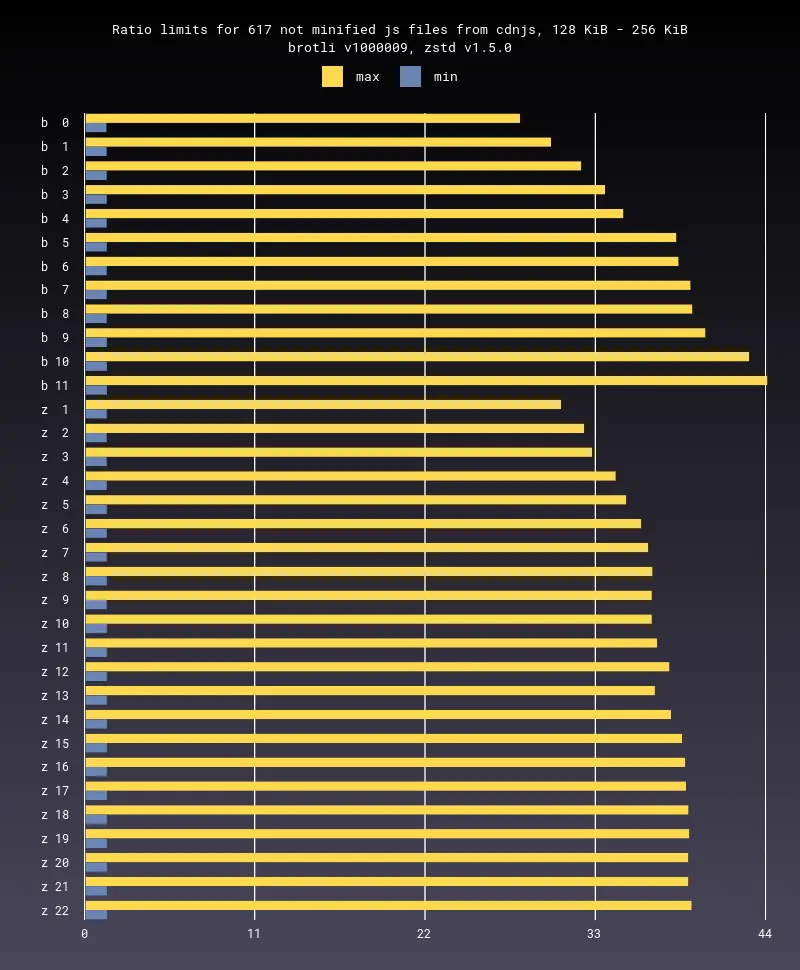 Ratio limits for 617 not minified js files from cdnjs, 128 KiB - 256 KiB
brotli v1000009, zstd v1.5.0
max min
b 0
b 1
b 2
b 3
b 4
b 5
b 6
b 7
b 8
b 9
b 10
b 11
z 1
z 2
z 3
z 4
z 5
z 6
z 7
z 8
z 9
z 10
z 11
z 12
z 13
z 14
z 15
z 16
z 17
z 18
z 19
z 20
z 21
z 22
0 11 22 33 44